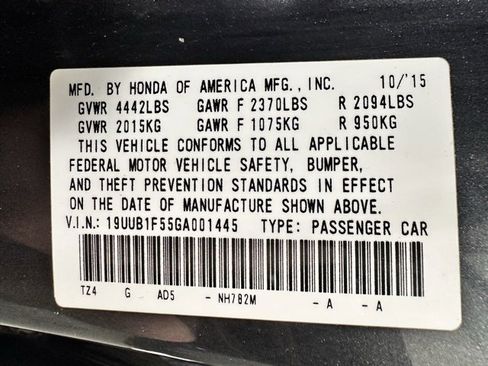 MFD. BY HONDA OF AMERICA MFG., INC. 10/'15
GVWR 4442LBS GAWR F 2370LBS R 2094LBS
GVWR 2015KG GAWR F 1075KG R 950KG
THIS VEHICLE CONFORMS TO ALL APPLICABLE
FEDERAL MOTOR VEHICLE SAFETY, BUMPER,
AND THEFT PREVENTION STANDARDS IN EFFECT
ON THE DATE OF MANUFACTURE SHOWN ABOVE.
V.I.N.: 19UUB1F55GA001445 TYPE: PASSENGER CAR
TZ4 G AD5 - NH782M - A - A